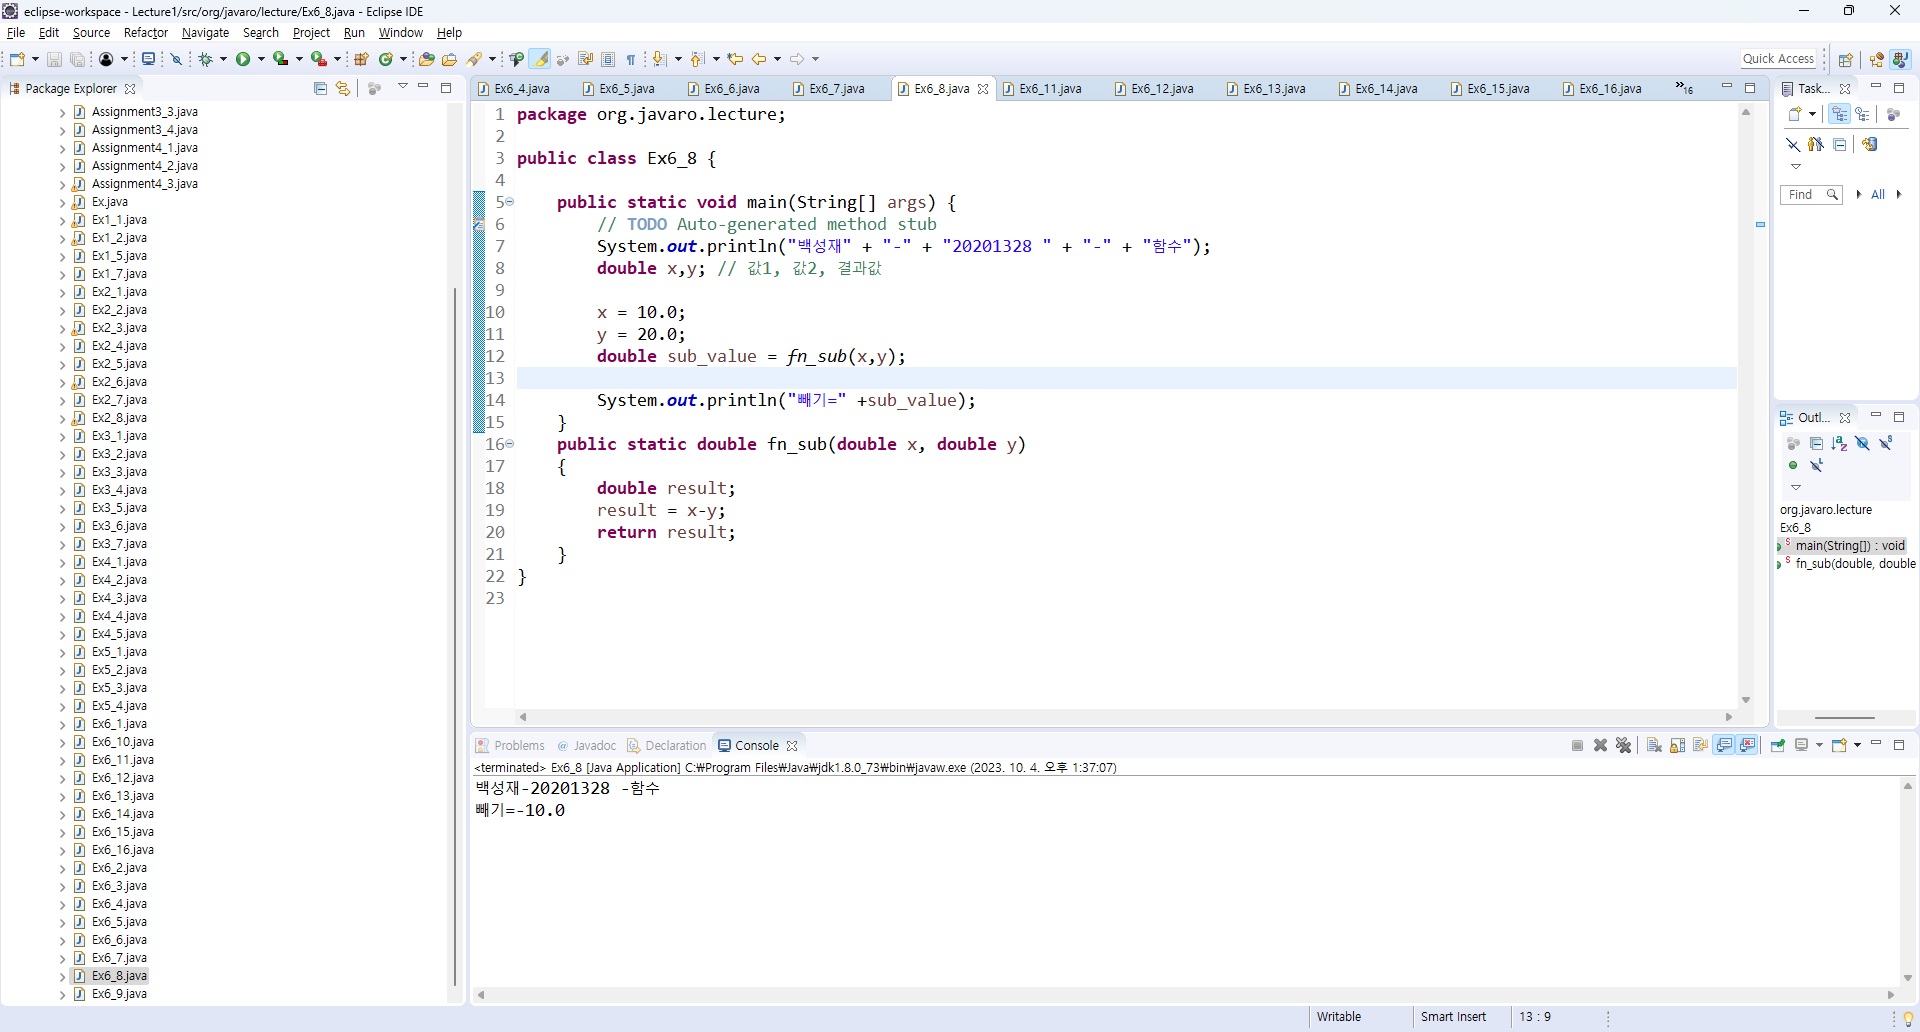 eclipse-workspace - Lecture1/src/org/javaro/lecture/Ex6_8.java - Eclipse IDE
File Edit Source Refactor Navigate Search Project Run Window Help
Quick Access
Package Explorer
Assignment3_3.java
Assignment3_4.java
Assignment4_1.java
Assignment4_2.java
Assignment4_3.java
Ex.java
Ex1_1.java
Ex1_2.java
Ex1_5.java
Ex1_7.java
Ex2_1.java
Ex2_2.java
Ex2_3.java
Ex2_4.java
Ex2_5.java
Ex2_6.java
Ex2_7.java
Ex2_8.java
Ex3_1.java
Ex3_2.java
Ex3_3.java
Ex3_4.java
Ex3_5.java
Ex3_6.java
Ex3_7.java
Ex4_1.java
Ex4_2.java
Ex4_3.java
Ex4_4.java
Ex4_5.java
Ex5_1.java
Ex5_2.java
Ex5_3.java
Ex5_4.java
Ex6_1.java
Ex6_10.java
Ex6_11.java
Ex6_12.java
Ex6_13.java
Ex6_14.java
Ex6_15.java
Ex6_16.java
Ex6_2.java
Ex6_3.java
Ex6_4.java
Ex6_5.java
Ex6_6.java
Ex6_7.java
Ex6_8.java
Ex6_9.java
Ex6_4.java Ex6_5.java Ex6_6.java Ex6_7.java Ex6_8.java Ex6_11.java Ex6_12.java Ex6_13.java Ex6_14.java Ex6_15.java Ex6_16.java »16
1 package org.javaro.lecture;
2
3 public class Ex6_8 {
4
5 public static void main(String[] args) {
6 // TODO Auto-generated method stub
7 System.out.println("백성재" + "-" + "20201328 " + "-" + "함수");
8 double x,y; // 값1, 값2, 결과값
9
10 x = 10.0;
11 y = 20.0;
12 double sub_value = fn_sub(x,y);
13
14 System.out.println("빼기=" +sub_value);
15 }
16 public static double fn_sub(double x, double y)
17 {
18 double result;
19 result = x-y;
20 return result;
21 }
22 }
23
Task...
Find All
Outl...
org.javaro.lecture
Ex6_8
main(String[]) : void
fn_sub(double, double
Problems @ Javadoc Declaration Console
<terminated> Ex6_8 [Java Application] C:₩Program Files₩Java₩jdk1.8.0_73₩bin₩javaw.exe (2023. 10. 4. 오후 1:37:07)
백성재-20201328 -함수
빼기=-10.0
Writable Smart Insert 13 : 9